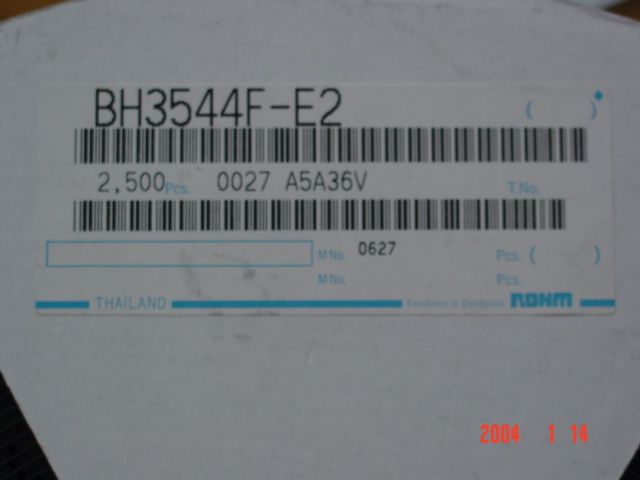 BH3544F-E2 ( )
2,500 Pcs. 0027 A5A36V T.No.
M No. 0627 Pcs. ( )
M No. Pcs.
THAILAND Excellence in Electronics ROHM
2004 1 14